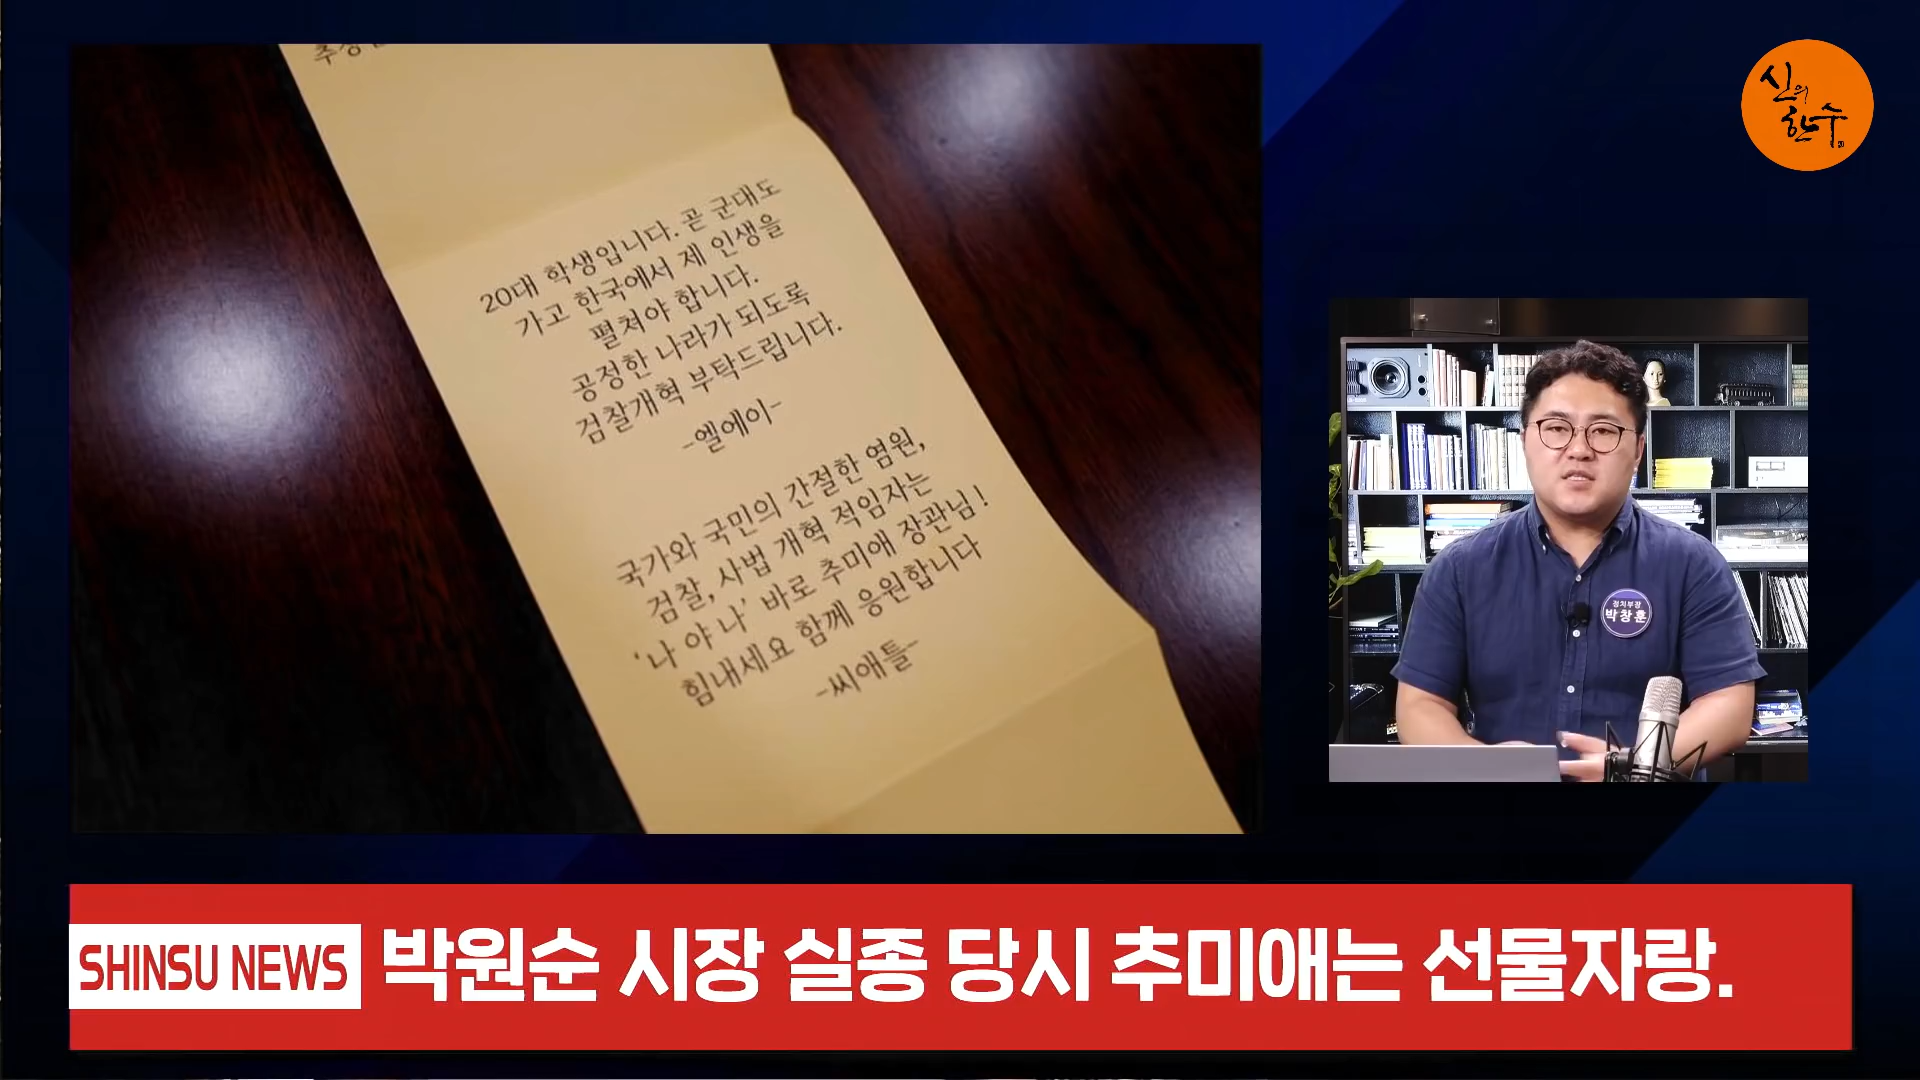 신의
한수
20대 학생입니다. 곧 군대도
가고 한국에서 제 인생을
펼쳐야 합니다.
공정한 나라가 되도록
검찰개혁 부탁드립니다.
-엘에이-
국가와 국민의 간절한 염원,
검찰, 사법 개혁 적임자는
'나 야 나' 바로 추미애 장관님!
힘내세요 함께 응원합니다
-씨애틀-
정치부장
박창훈
SHINSU NEWS
박원순 시장 실종 당시 추미애는 선물자랑.